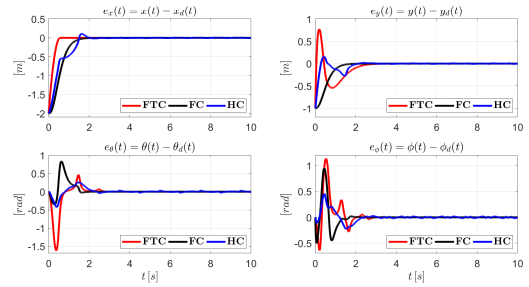 e_x(t) = x(t) − x_d(t)
0.5
0
-0.5
-1
-1.5
-2
[m]
FTC FC HC
0 2 4 6 8 10
e_y(t) = y(t) − y_d(t)
1
0.5
0
-0.5
-1
[m]
FTC FC HC
0 2 4 6 8 10
e_θ(t) = θ(t) − θ_d(t)
1
0.5
0
-0.5
-1
-1.5
[rad]
FTC FC HC
0 2 4 6 8 10
t [s]
e_ϕ(t) = ϕ(t) − ϕ_d(t)
1
0.5
0
-0.5
[rad]
FTC FC HC
0 2 4 6 8 10
t [s]